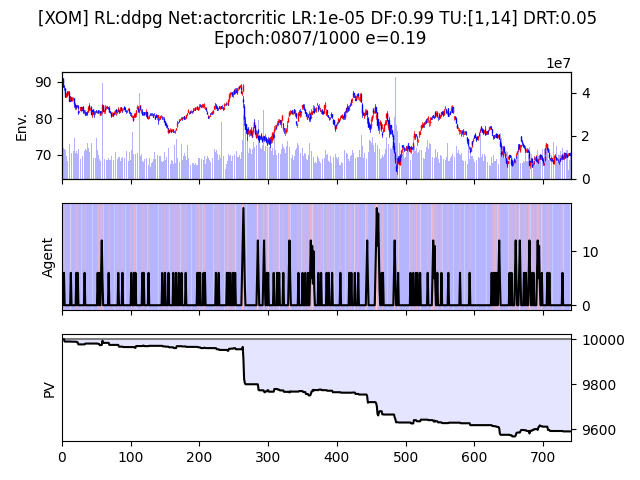 [XOM] RL:ddpg Net:actorcritic LR:1e-05 DF:0.99 TU:[1,14] DRT:0.05
Epoch:0807/1000 e=0.19
1e7
90
80
70
Env.
4
2
0
Agent
10
0
PV
10000
9800
9600
0 100 200 300 400 500 600 700